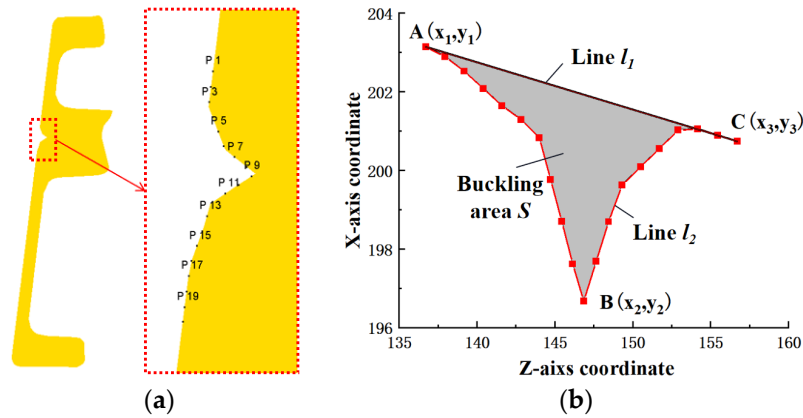 (a)
P 1
P 3
P 5
P 7
P 9
P 11
P 13
P 15
P 17
P 19
(b)
X-axis coordinate
204
202
200
198
196
A (x1,y1)
Line l1
C (x3,y3)
Buckling
area S
Line l2
B (x2,y2)
135
140
145
150
155
160
Z-aixs coordinate